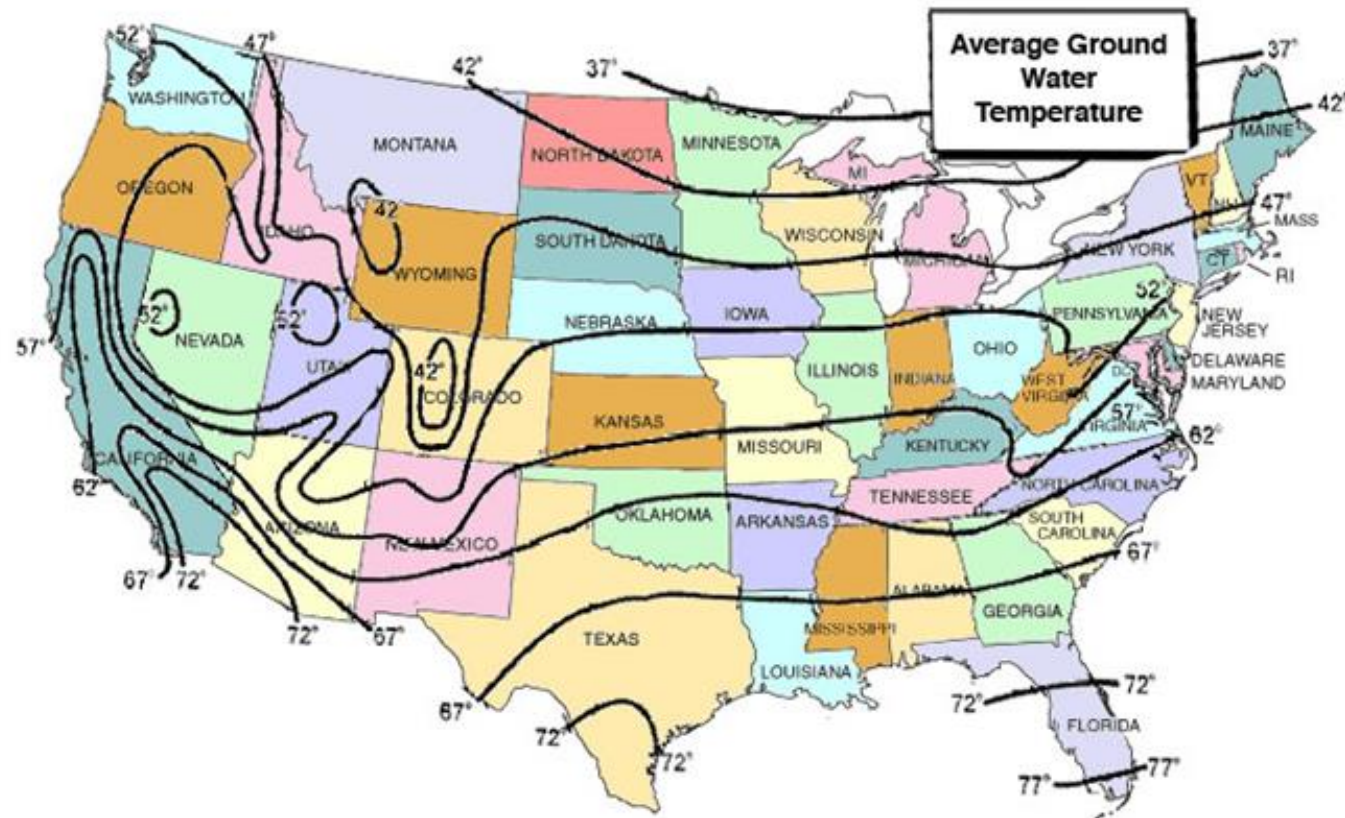 Average Ground
Water
Temperature
52°
47°
42°
37°
37°
42°
WASHINGTON
MONTANA
NORTH DAKOTA
MINNESOTA
MAINE
OREGON
IDAHO
42
MI
VT
NH
47°
MASS
WYOMING
SOUTH DAKOTA
WISCONSIN
MICHIGAN
NEW YORK
CT
RI
52°
NEVADA
52°
UTAH
42°
COLORADO
NEBRASKA
IOWA
ILLINOIS
INDIANA
OHIO
PENNSYLVANIA
52°
NEW
JERSEY
DELAWARE
MARYLAND
DC
57°
KANSAS
MISSOURI
KENTUCKY
WEST
VIRGINIA
57°
VIRGINIA
62°
CALIFORNIA
62°
ARIZONA
NEW MEXICO
OKLAHOMA
ARKANSAS
TENNESSEE
NORTH CAROLINA
SOUTH
CAROLINA
67°
67°
72°
72°
67°
TEXAS
LOUISIANA
MISSISSIPPI
ALABAMA
GEORGIA
67°
72°
72°
72°
72°
FLORIDA
77°
77°